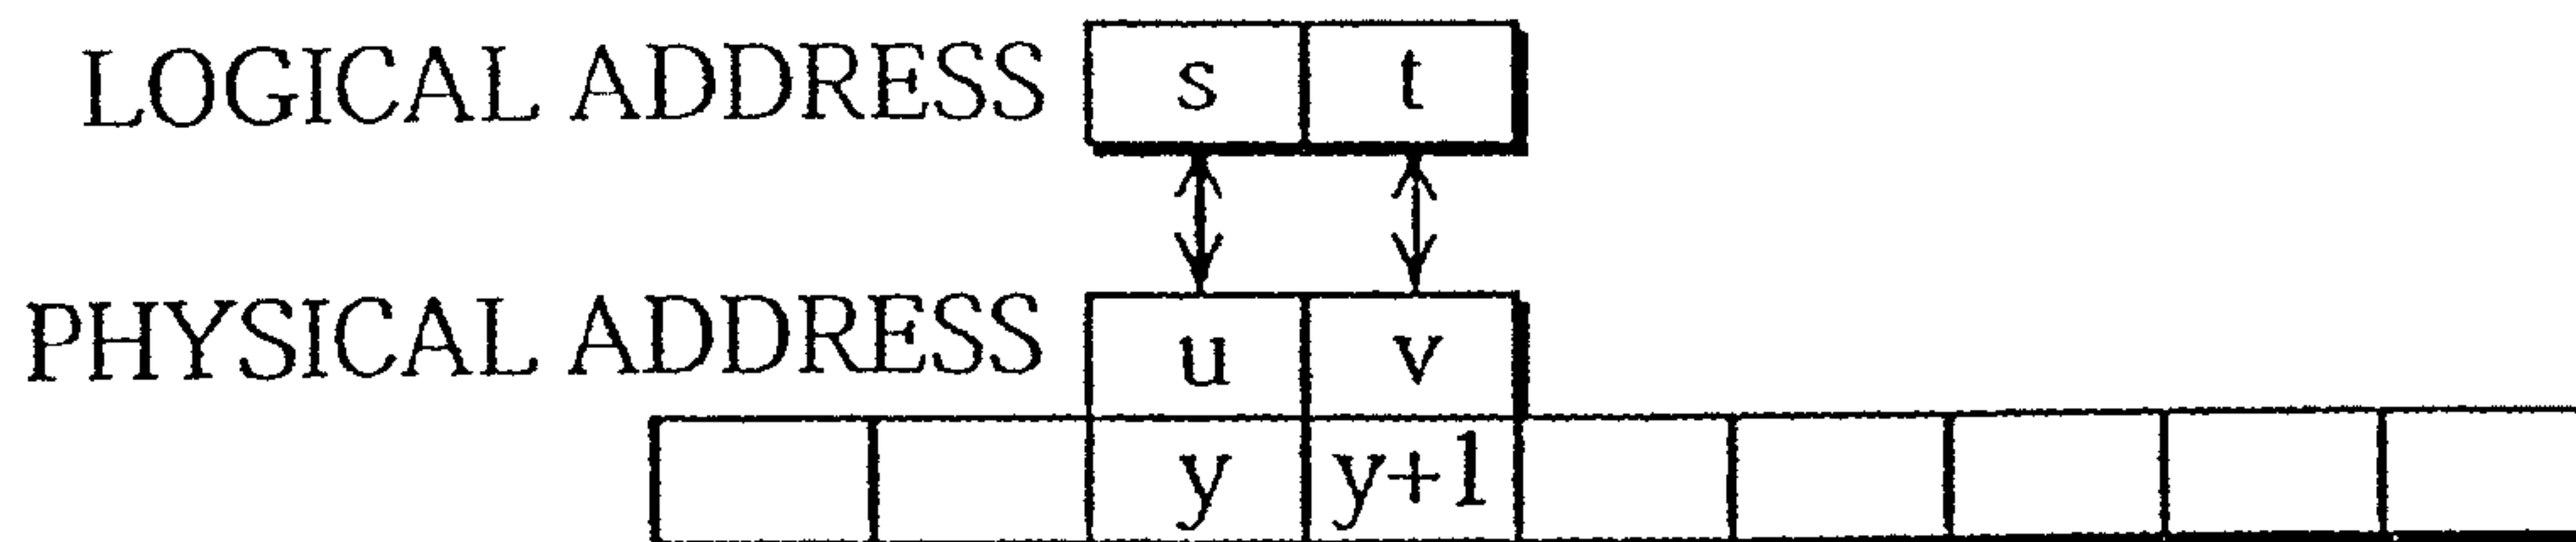 LOGICAL ADDRESS s t
PHYSICAL ADDRESS u v
y y+1